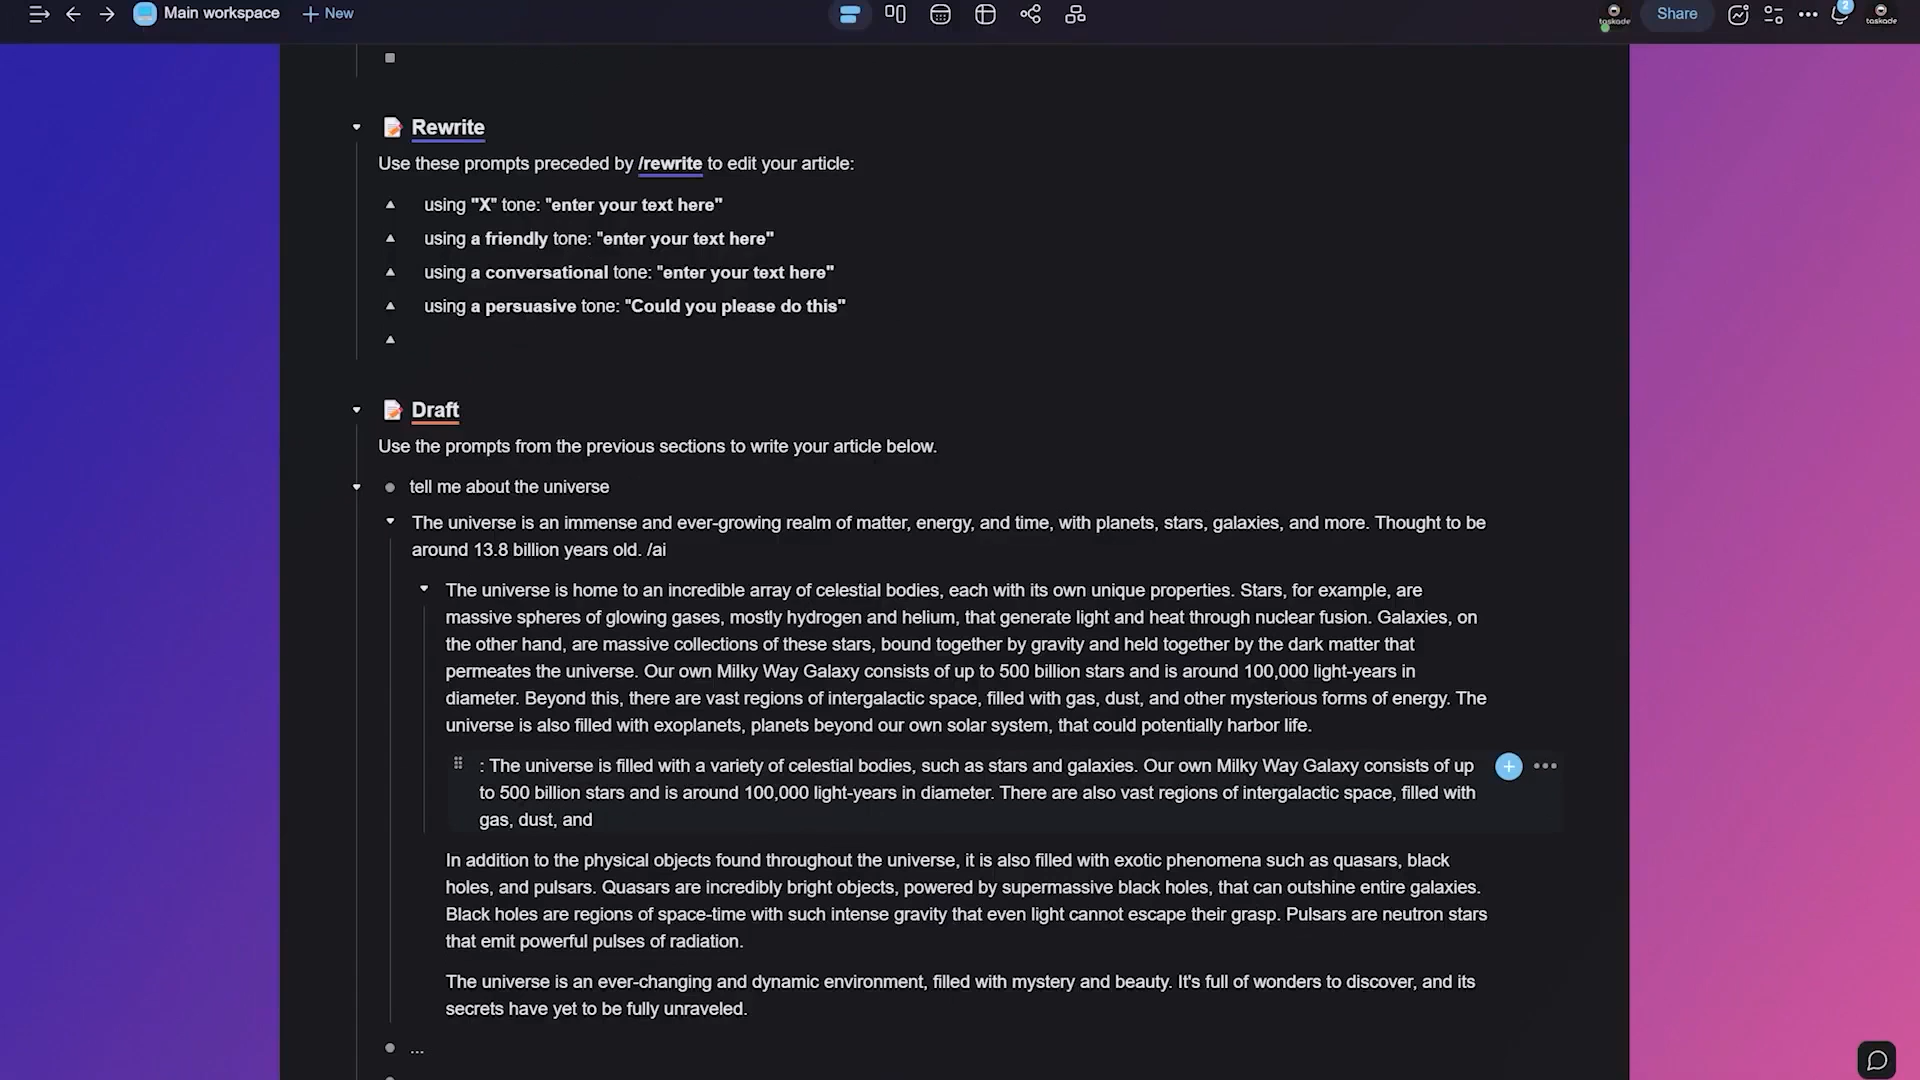 Main workspace
New
taskade
Share
2
taskade
Rewrite
Use these prompts preceded by /rewrite to edit your article:
using "X" tone: "enter your text here"
using a friendly tone: "enter your text here"
using a conversational tone: "enter your text here"
using a persuasive tone: "Could you please do this"
Draft
Use the prompts from the previous sections to write your article below.
tell me about the universe
The universe is an immense and ever-growing realm of matter, energy, and time, with planets, stars, galaxies, and more. Thought to be
around 13.8 billion years old. /ai
The universe is home to an incredible array of celestial bodies, each with its own unique properties. Stars, for example, are
massive spheres of glowing gases, mostly hydrogen and helium, that generate light and heat through nuclear fusion. Galaxies, on
the other hand, are massive collections of these stars, bound together by gravity and held together by the dark matter that
permeates the universe. Our own Milky Way Galaxy consists of up to 500 billion stars and is around 100,000 light-years in
diameter. Beyond this, there are vast regions of intergalactic space, filled with gas, dust, and other mysterious forms of energy. The
universe is also filled with exoplanets, planets beyond our own solar system, that could potentially harbor life.
: The universe is filled with a variety of celestial bodies, such as stars and galaxies. Our own Milky Way Galaxy consists of up
to 500 billion stars and is around 100,000 light-years in diameter. There are also vast regions of intergalactic space, filled with
gas, dust, and
In addition to the physical objects found throughout the universe, it is also filled with exotic phenomena such as quasars, black
holes, and pulsars. Quasars are incredibly bright objects, powered by supermassive black holes, that can outshine entire galaxies.
Black holes are regions of space-time with such intense gravity that even light cannot escape their grasp. Pulsars are neutron stars
that emit powerful pulses of radiation.
The universe is an ever-changing and dynamic environment, filled with mystery and beauty. It's full of wonders to discover, and its
secrets have yet to be fully unraveled.
...